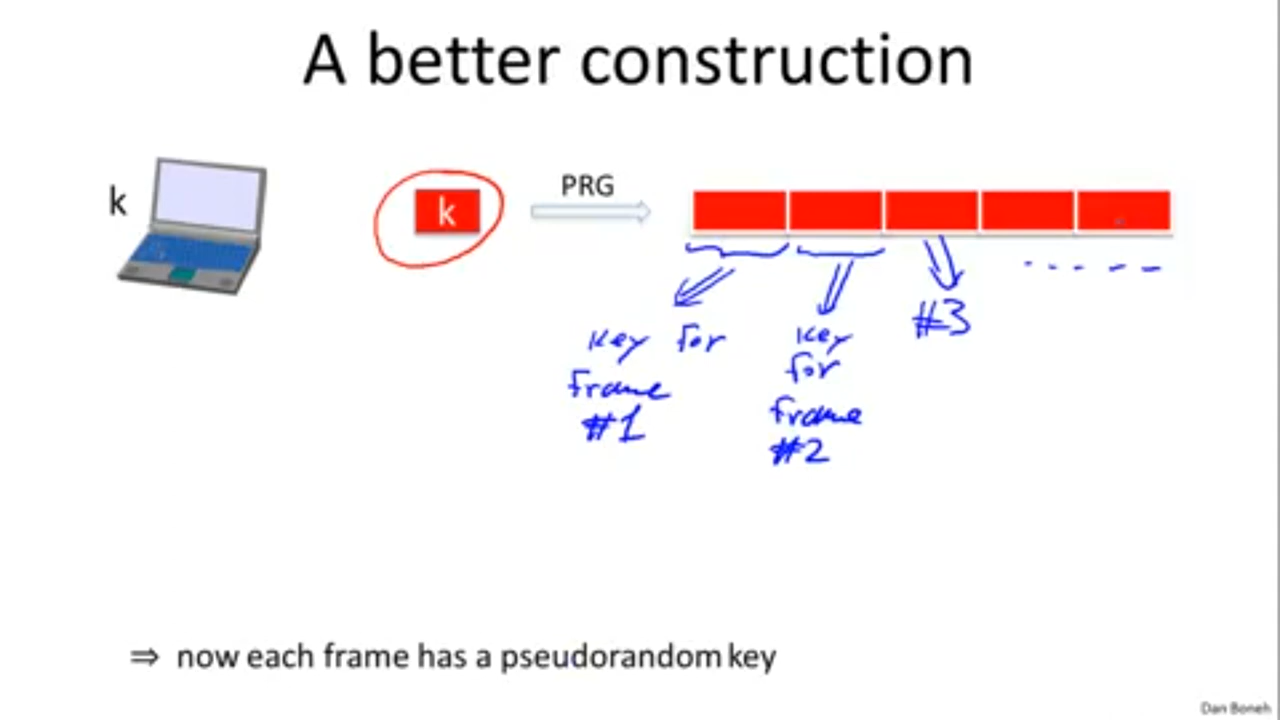 A better construction
k
k
PRG
key for
frame
#1
key
for
frame
#2
#3
⇒ now each frame has a pseudorandom key
Dan Boneh